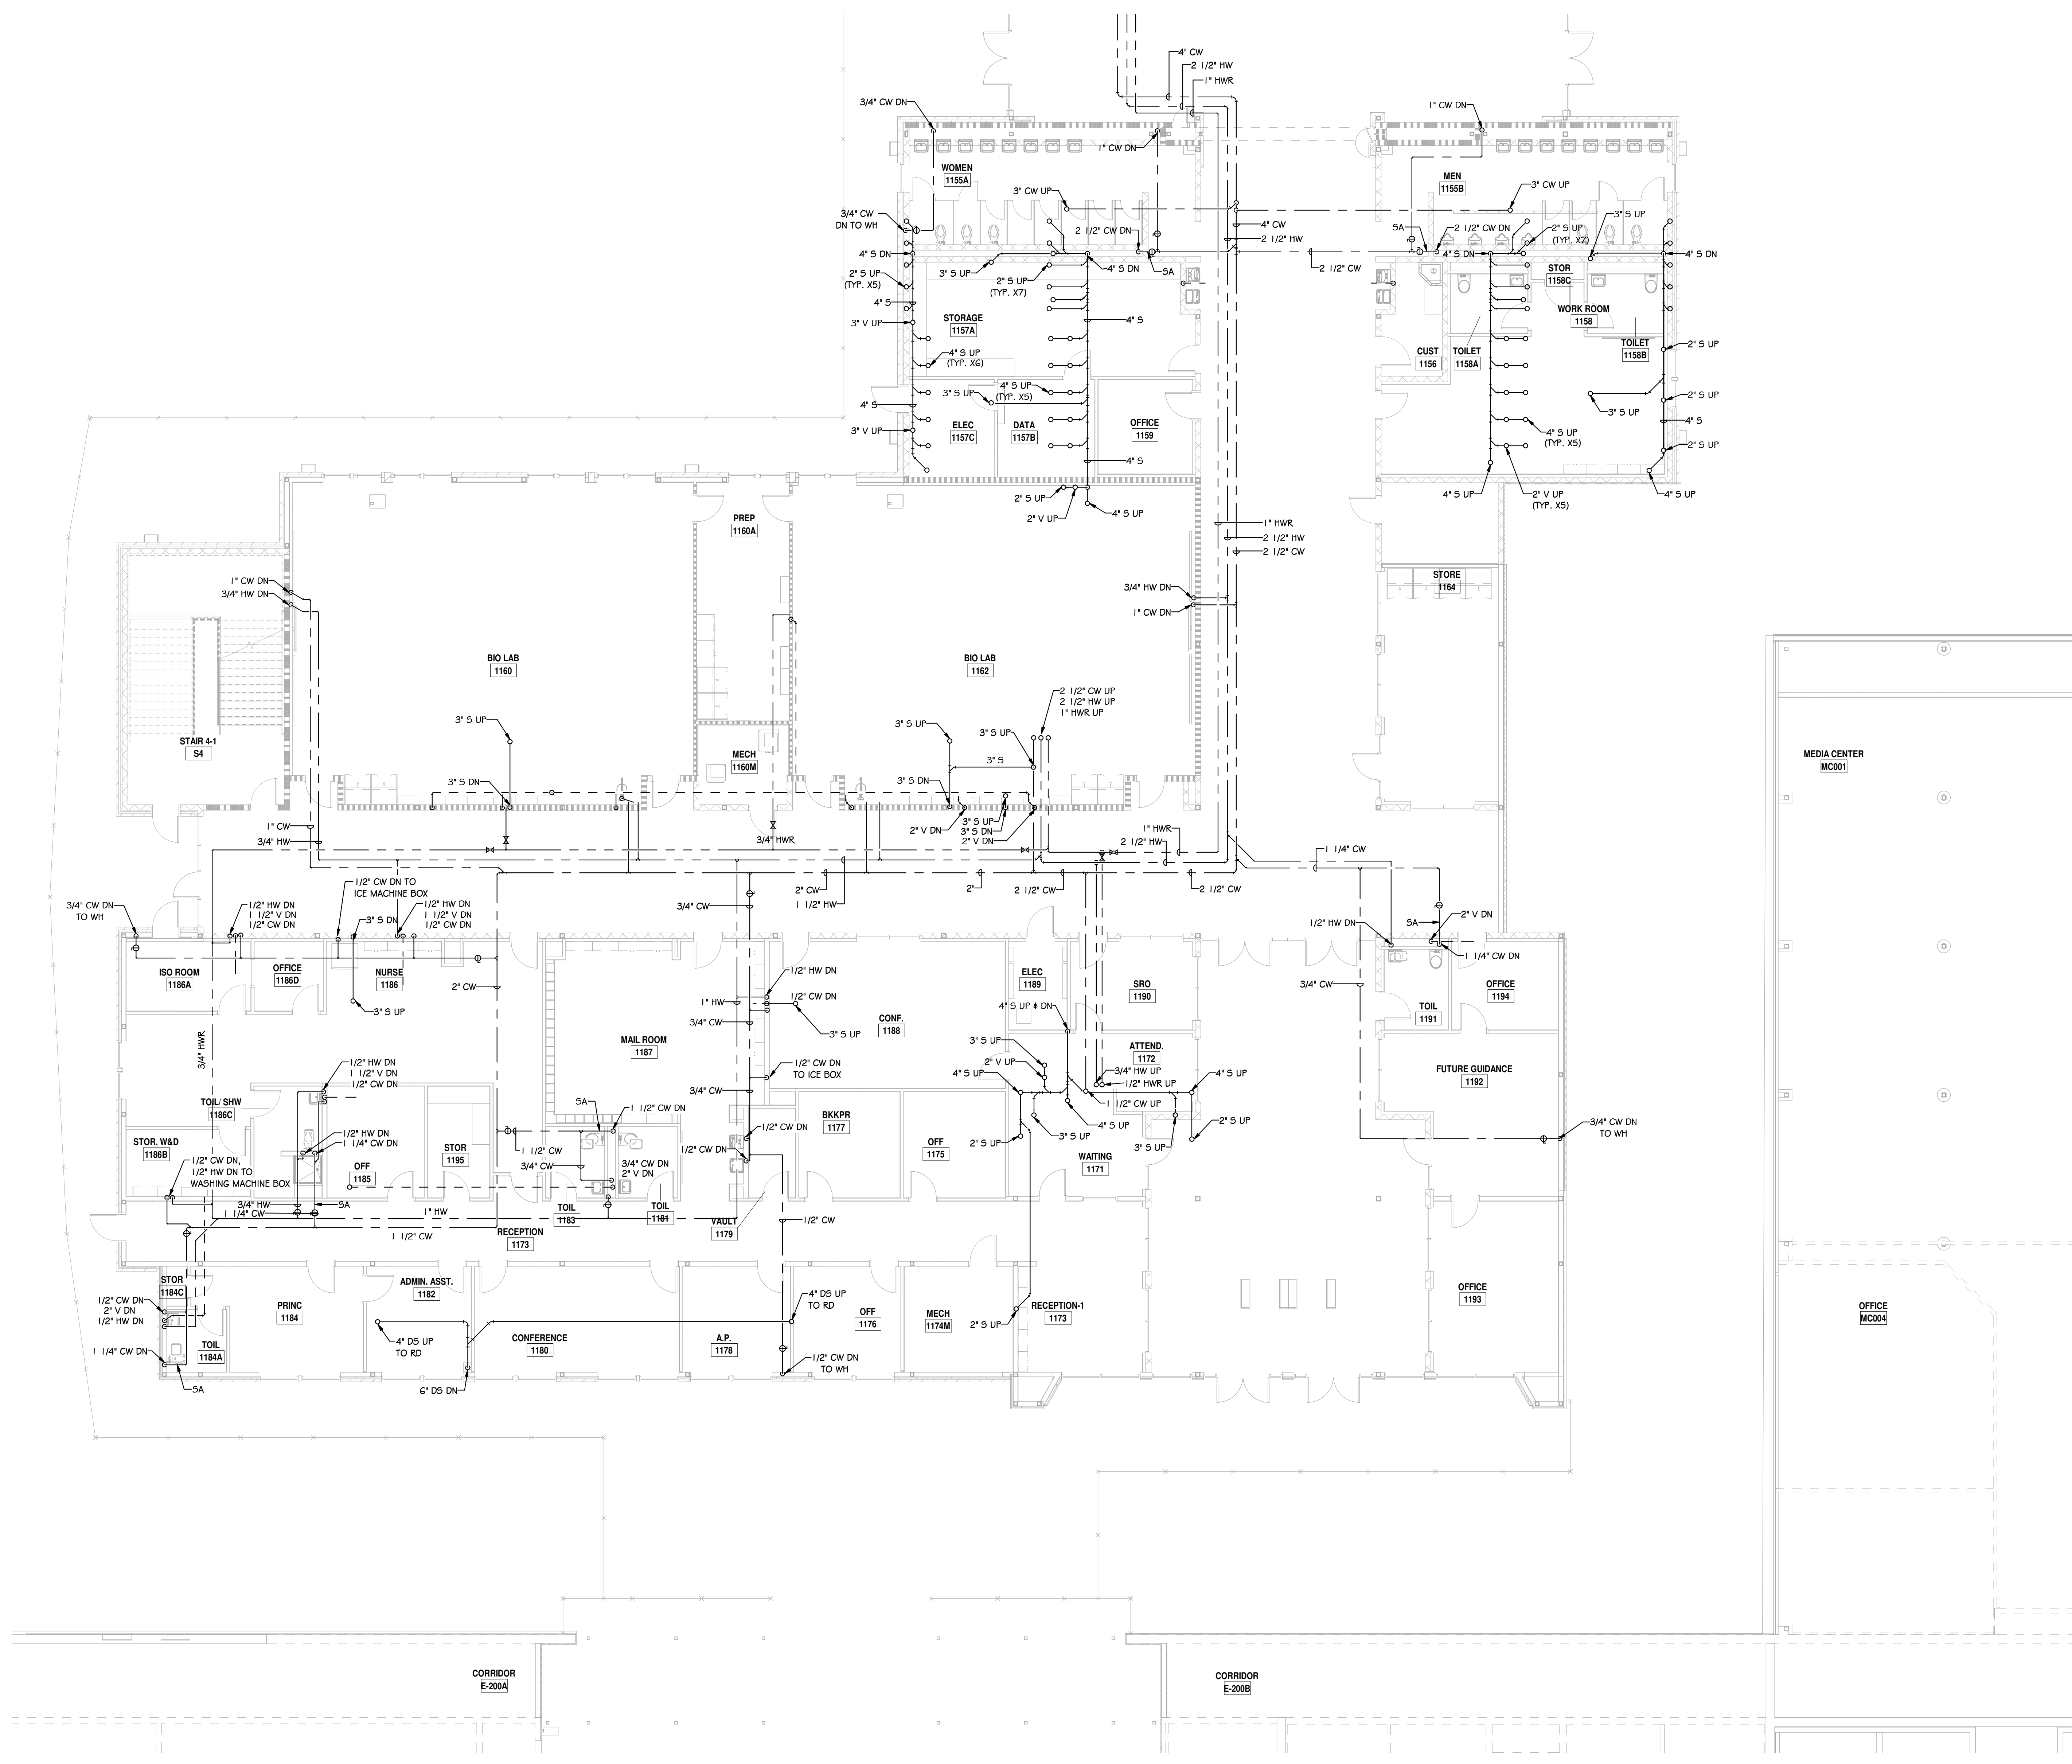 4" CW
2 1/2" HW
1" HWR
3/4" CW DN
1" CW DN
1" CW DN
WOMEN
1155A
MEN
1155B
3" CW UP
3" CW UP
3/4" CW
DN TO WH
2 1/2" CW DN
4" CW
2 1/2" HW
SA
2 1/2" CW DN
2" S UP
(TYP. X7)
3" S UP
4" S DN
3" S UP
4" S DN
SA
2 1/2" CW
4" S DN
4" S DN
2" S UP
(TYP. X5)
2" S UP
(TYP. X7)
STOR
1158C
4" S
3" V UP
STORAGE
1157A
4" S
WORK ROOM
1158
4" S UP
(TYP. X6)
CUST
1156
TOILET
1158A
TOILET
1158B
2" S UP
4" S UP
(TYP. X5)
3" S UP
4" S
3" V UP
ELEC
1157C
DATA
1157B
OFFICE
1159
3" S UP
2" S UP
4" S
4" S UP
(TYP. X5)
2" S UP
4" S
2" S UP
2" V UP
4" S UP
4" S UP
2" V UP
(TYP. X5)
4" S UP
PREP
1160A
1" HWR
2 1/2" HW
2 1/2" CW
1" CW DN
3/4" HW DN
3/4" HW DN
1" CW DN
STORE
1164
BIO LAB
1160
BIO LAB
1162
2 1/2" CW UP
2 1/2" HW UP
1" HWR UP
3" S UP
3" S UP
3" S UP
STAIR 4-1
S4
MECH
1160M
3" S
MEDIA CENTER
MC001
3" S DN
3" S DN
1" CW
3/4" HW
3/4" HWR
2" V DN
3" S UP
3" S DN
2" V DN
1" HWR
2 1/2" HW
1 1/4" CW
1/2" CW DN TO
ICE MACHINE BOX
2" CW
1 1/2" HW
2"
2 1/2" CW
2 1/2" CW
3/4" CW DN
TO WH
1/2" HW DN
1 1/2" V DN
1/2" CW DN
3" S DN
1/2" HW DN
1 1/2" V DN
1/2" CW DN
3/4" CW
1/2" HW DN
SA
2" V DN
1 1/4" CW DN
ISO ROOM
1186A
OFFICE
1186D
NURSE
1186
2" CW
3" S UP
1/2" HW DN
1" HW
1/2" CW DN
3/4" CW
3" S UP
CONF.
1188
ELEC
1189
SRO
1190
4" S UP & DN
3/4" CW
OFFICE
1194
TOIL
1191
3/4" HWR
MAIL ROOM
1187
3" S UP
2" V UP
4" S UP
ATTEND.
1172
3/4" HW UP
1/2" HWR UP
1 1/2" CW UP
4" S UP
FUTURE GUIDANCE
1192
1/2" HW DN
1 1/2" V DN
1/2" CW DN
1/2" CW DN
TO ICE BOX
3/4" CW
TOIL/ SHW
1186C
SA
1 1/2" CW DN
BKKPR
1177
1/2" CW DN
4" S UP
2" S UP
3/4" CW DN
TO WH
STOR. W&D
1186B
1/2" HW DN
1 1/4" CW DN
STOR
1195
1 1/2" CW
1/2" CW DN
OFF
1175
2" S UP
3" S UP
3" S UP
WAITING
1171
1/2" CW DN,
1/2" HW DN TO
WASHING MACHINE BOX
OFF
1185
3/4" CW
3/4" CW DN
2" V DN
3/4" HW
1 1/4" CW
SA
1" HW
TOIL
1183
TOIL
1181
VAULT
1179
1/2" CW
1 1/2" CW
RECEPTION
1173
STOR
1184C
ADMIN. ASST.
1182
1/2" CW DN
2" V DN
1/2" HW DN
PRINC
1184
4" DS UP
TO RD
OFF
1176
MECH
1174M
RECEPTION-1
1173
2" S UP
OFFICE
1193
OFFICE
MC004
TOIL
1184A
4" DS UP
TO RD
CONFERENCE
1180
A.P.
1178
1 1/4" CW DN
SA
6" DS DN
1/2" CW DN
TO WH
CORRIDOR
E-200A
CORRIDOR
E-200B